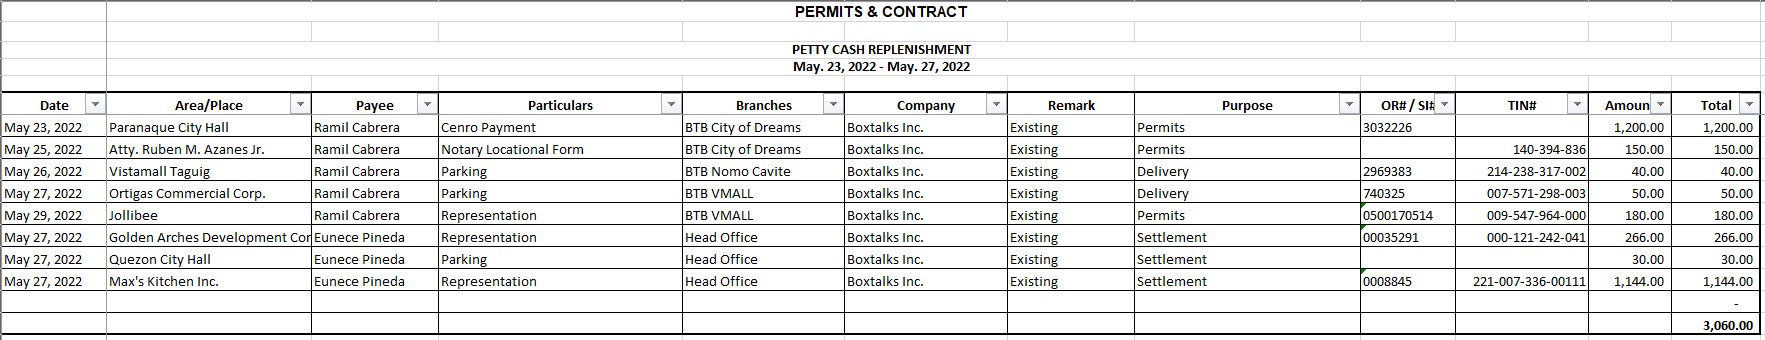 PERMITS & CONTRACT
PETTY CASH REPLENISHMENT
May. 23, 2022 - May. 27, 2022
Date Area/Place Payee Particulars Branches Company Remark Purpose OR# / SI# TIN# Amoun Total
May 23, 2022 Paranaque City Hall Ramil Cabrera Cenro Payment BTB City of Dreams Boxtalks Inc. Existing Permits 3032226 1,200.00 1,200.00
May 25, 2022 Atty. Ruben M. Azanes Jr. Ramil Cabrera Notary Locational Form BTB City of Dreams Boxtalks Inc. Existing Permits 140-394-836 150.00 150.00
May 26, 2022 Vistamall Taguig Ramil Cabrera Parking BTB Nomo Cavite Boxtalks Inc. Existing Delivery 2969383 214-238-317-002 40.00 40.00
May 27, 2022 Ortigas Commercial Corp. Ramil Cabrera Parking BTB VMALL Boxtalks Inc. Existing Delivery 740325 007-571-298-003 50.00 50.00
May 29, 2022 Jollibee Ramil Cabrera Representation BTB VMALL Boxtalks Inc. Existing Permits 0500170514 009-547-964-000 180.00 180.00
May 27, 2022 Golden Arches Development Cor Eunece Pineda Representation Head Office Boxtalks Inc. Existing Settlement 00035291 000-121-242-041 266.00 266.00
May 27, 2022 Quezon City Hall Eunece Pineda Parking Head Office Boxtalks Inc. Existing Settlement 30.00 30.00
May 27, 2022 Max's Kitchen Inc. Eunece Pineda Representation Head Office Boxtalks Inc. Existing Settlement 0008845 221-007-336-00111 1,144.00 1,144.00
-
3,060.00